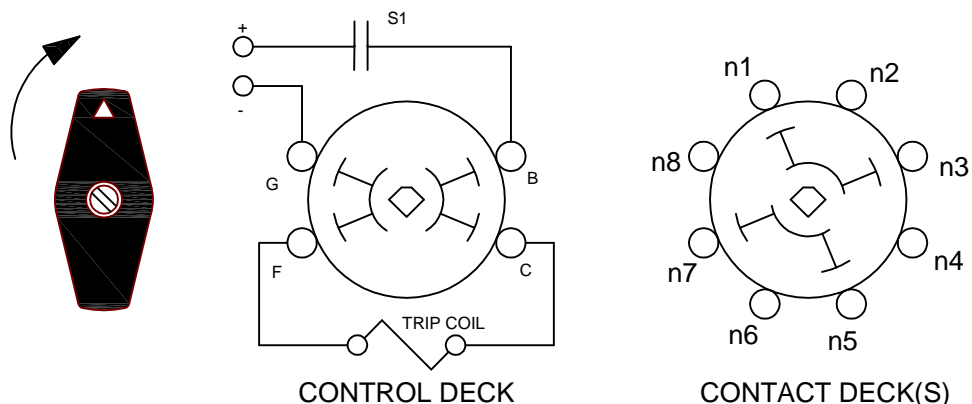 S1
+
-
G
B
F
C
TRIP COIL
CONTROL DECK
n1
n2
n8
n3
n7
n4
n6
n5
CONTACT DECK(S)